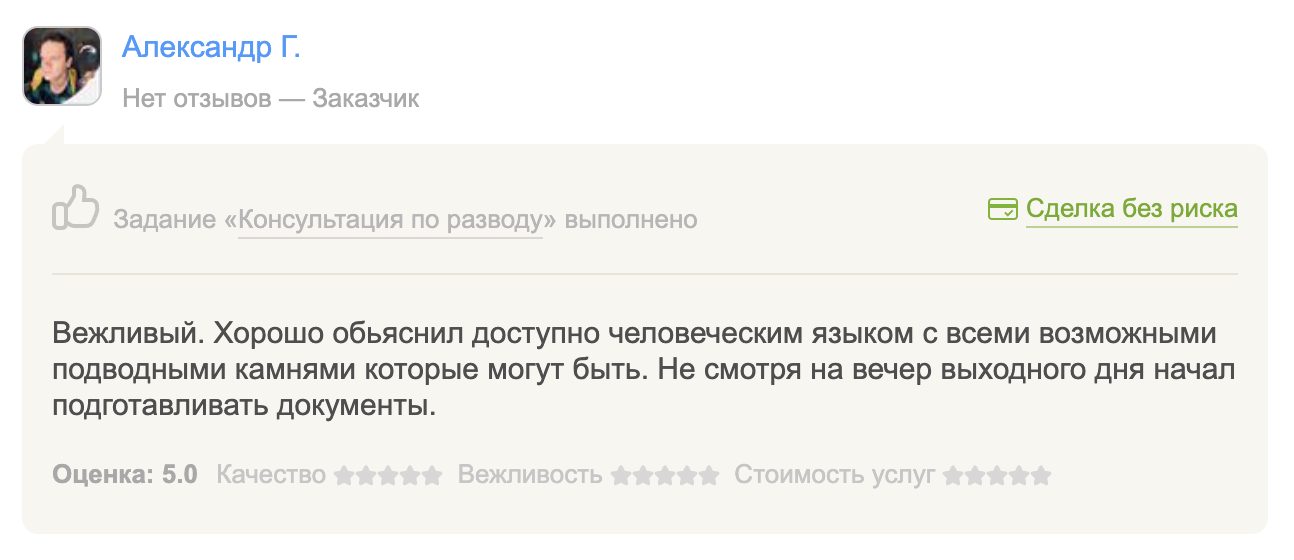 Александр Г.
Нет отзывов — Заказчик
Задание «Консультация по разводу» выполнено
Сделка без риска
Вежливый. Хорошо обьяснил доступно человеческим языком с всеми возможными
подводными камнями которые могут быть. Не смотря на вечер выходного дня начал
подготавливать документы.
Оценка: 5.0 Качество Вежливость Стоимость услуг